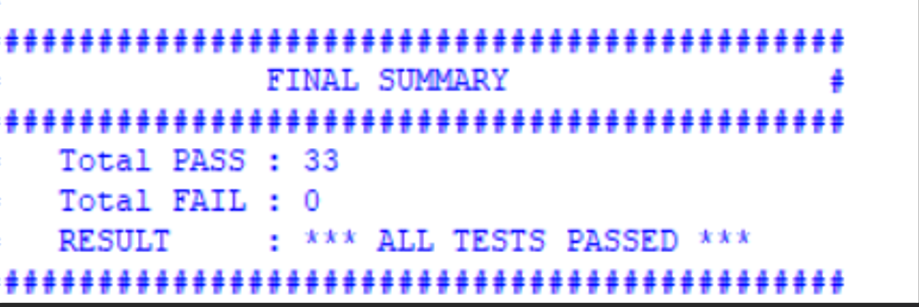 #############################################
FINAL SUMMARY #
#############################################
Total PASS : 33
Total FAIL : 0
RESULT : *** ALL TESTS PASSED ***
#############################################